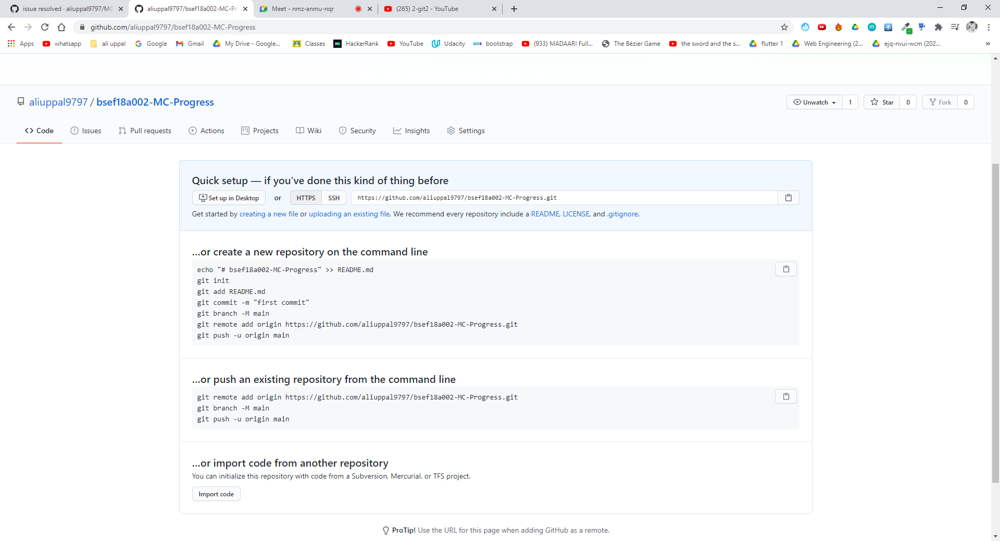 issue resolved · aliuppal9797/MC
aliuppal9797/bsef18a002-MC-Pro
Meet - nmz-anmu-nqr
(265) 2-git2 - YouTube
github.com/aliuppal9797/bsef18a002-MC-Progress
Apps whatsapp ali uppal Google Gmail My Drive - Google... Classes HackerRank YouTube Udacity bootstrap (933) MADAARI Full... The Bézier Game the sword and the s... flutter 1 Web Engineering (2... ejq-nvui-wcm (202... »
aliuppal9797 / bsef18a002-MC-Progress
Unwatch 1 Star 0 Fork 0
Code Issues Pull requests Actions Projects Wiki Security Insights Settings
Quick setup — if you’ve done this kind of thing before
Set up in Desktop or HTTPS SSH https://github.com/aliuppal9797/bsef18a002-MC-Progress.git
Get started by creating a new file or uploading an existing file. We recommend every repository include a README, LICENSE, and .gitignore.
…or create a new repository on the command line
echo "# bsef18a002-MC-Progress" >> README.md
git init
git add README.md
git commit -m "first commit"
git branch -M main
git remote add origin https://github.com/aliuppal9797/bsef18a002-MC-Progress.git
git push -u origin main
…or push an existing repository from the command line
git remote add origin https://github.com/aliuppal9797/bsef18a002-MC-Progress.git
git branch -M main
git push -u origin main
…or import code from another repository
You can initialize this repository with code from a Subversion, Mercurial, or TFS project.
Import code
ProTip! Use the URL for this page when adding GitHub as a remote.